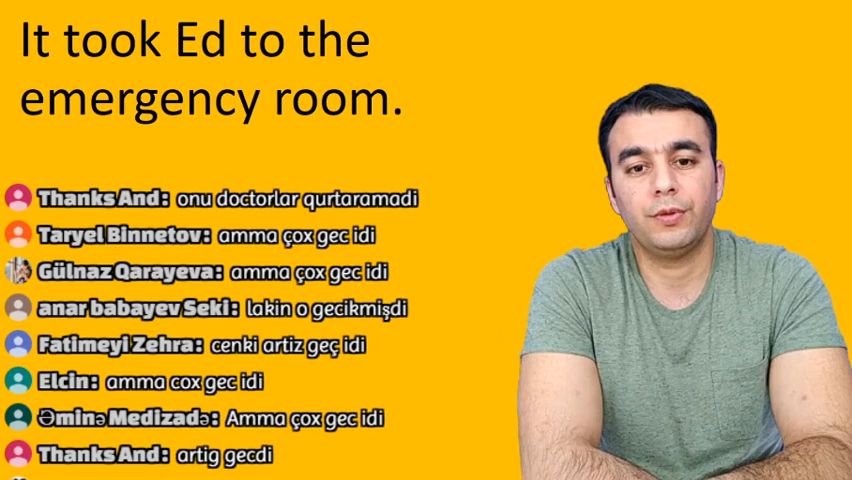 It took Ed to the
emergency room.
Thanks And: onu doctorlar qurtaramadi
Taryel Binnetov: amma çox gec idi
Gülnaz Qarayeva: amma çox gec idi
anar babayev Seki: lakin o gecikmişdi
Fatimeyi Zehra: cenki artiz geç idi
Elcin: amma cox gec idi
Əminə Medizadə: Amma çox gec idi
Thanks And: artig gecdi